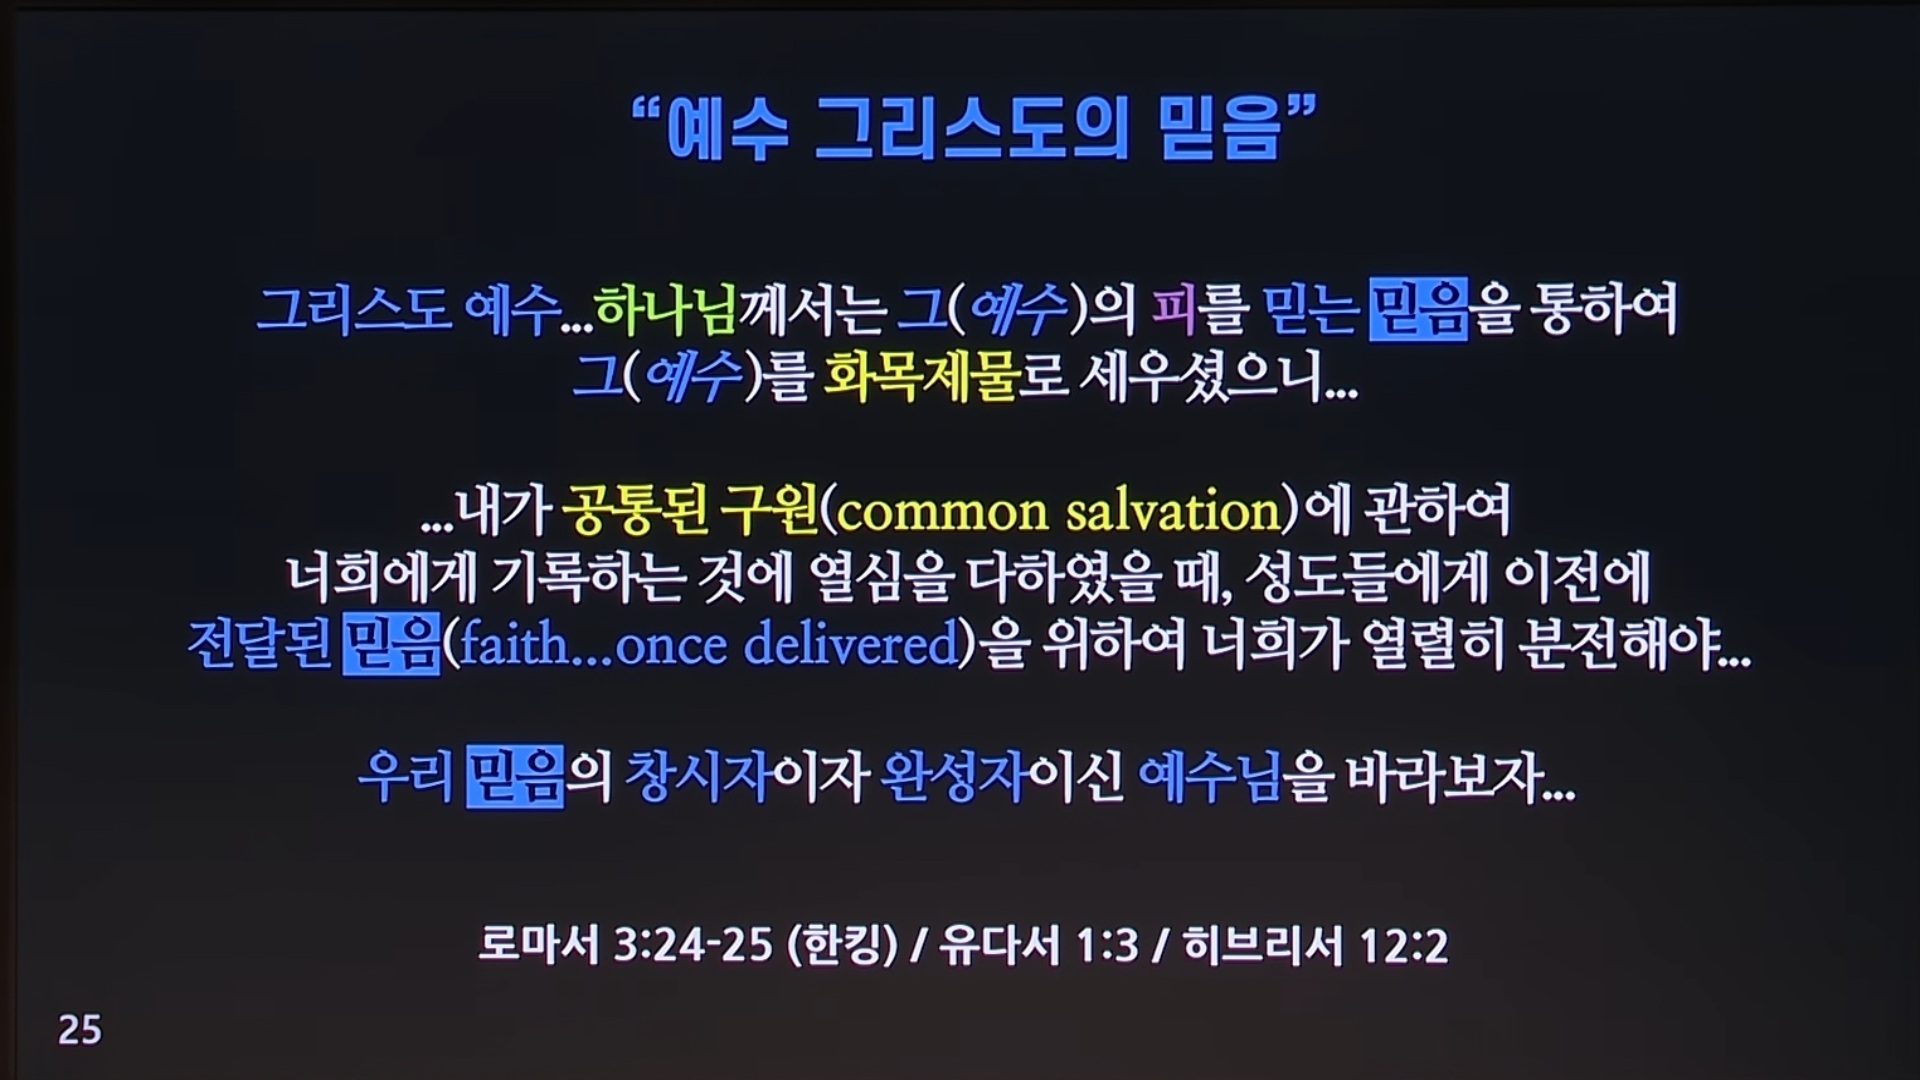 “예수 그리스도의 믿음”
그리스도 예수...하나님께서는 그(예수)의 피를 믿는 믿음을 통하여
그(예수)를 화목제물로 세우셨으니...
...내가 공통된 구원(common salvation)에 관하여
너희에게 기록하는 것에 열심을 다하였을 때, 성도들에게 이전에
전달된 믿음(faith...once delivered)을 위하여 너희가 열렬히 분전해야...
우리 믿음의 창시자이자 완성자이신 예수님을 바라보자...
로마서 3:24-25 (한킹) / 유다서 1:3 / 히브리서 12:2
25